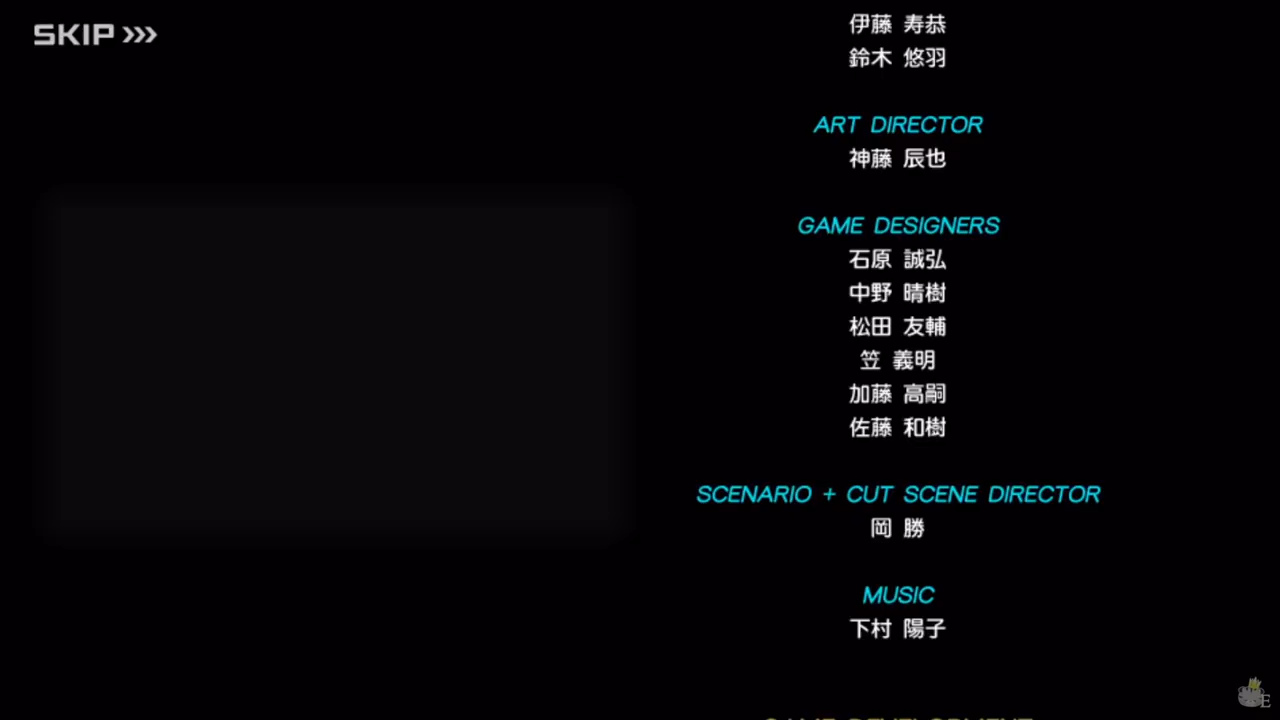 SKIP >>>
伊藤 寿恭
鈴木 悠羽
ART DIRECTOR
神藤 辰也
GAME DESIGNERS
石原 誠弘
中野 晴樹
松田 友輔
笠 義明
加藤 高嗣
佐藤 和樹
SCENARIO + CUT SCENE DIRECTOR
岡 勝
MUSIC
下村 陽子
GAME DEVELOPMENT
E